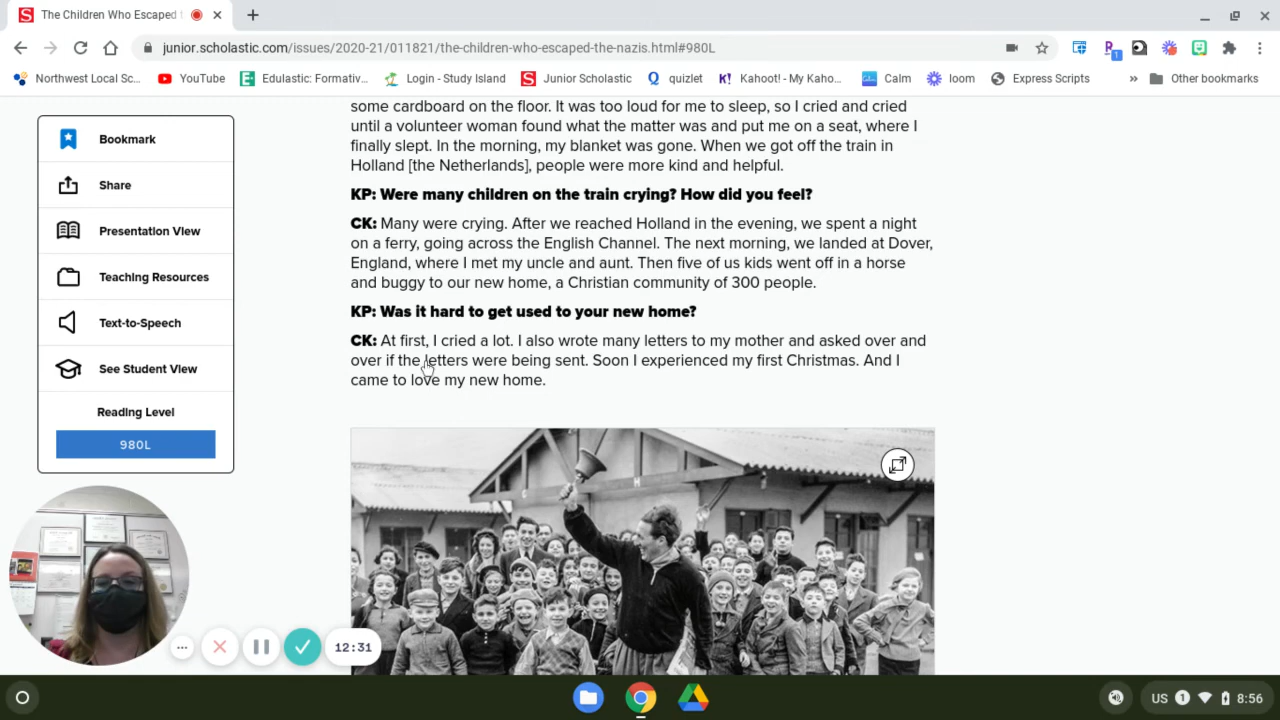 The Children Who Escaped t
junior.scholastic.com/issues/2020-21/011821/the-children-who-escaped-the-nazis.html#980L
1
Northwest Local Sc...
YouTube
Edulastic: Formativ...
Login - Study Island
Junior Scholastic
quizlet
Kahoot! - My Kaho...
Calm
loom
Express Scripts
Other bookmarks
Bookmark
Share
Presentation View
Teaching Resources
Text-to-Speech
See Student View
Reading Level
980L
some cardboard on the floor. It was too loud for me to sleep, so I cried and cried
until a volunteer woman found what the matter was and put me on a seat, where I
finally slept. In the morning, my blanket was gone. When we got off the train in
Holland [the Netherlands], people were more kind and helpful.
KP: Were many children on the train crying? How did you feel?
CK: Many were crying. After we reached Holland in the evening, we spent a night
on a ferry, going across the English Channel. The next morning, we landed at Dover,
England, where I met my uncle and aunt. Then five of us kids went off in a horse
and buggy to our new home, a Christian community of 300 people.
KP: Was it hard to get used to your new home?
CK: At first, I cried a lot. I also wrote many letters to my mother and asked over and
over if the letters were being sent. Soon I experienced my first Christmas. And I
came to love my new home.
12:31
US 1 8:56